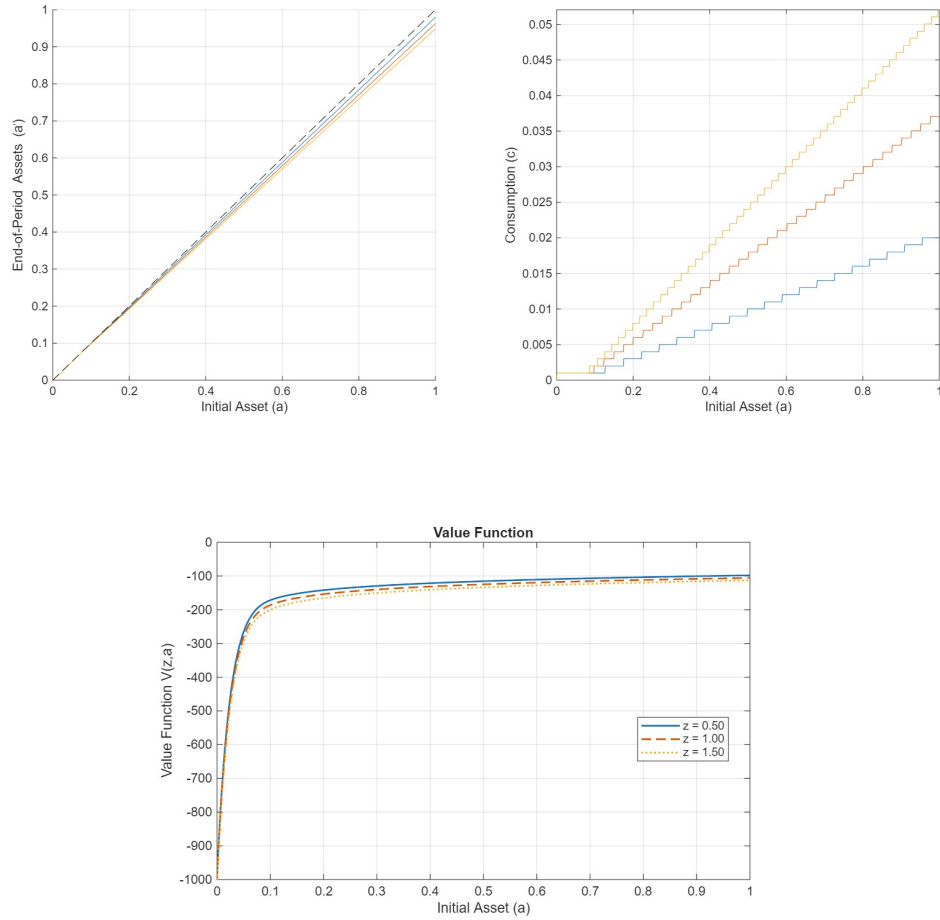 1
0.9
0.8
0.7
0.6
0.5
0.4
0.3
0.2
0.1
0
End-of-Period Assets (a')
0 0.2 0.4 0.6 0.8 1
Initial Asset (a)
0.05
0.045
0.04
0.035
0.03
0.025
0.02
0.015
0.01
0.005
0
Consumption (c)
0 0.2 0.4 0.6 0.8 1
Initial Asset (a)
Value Function
0
-100
-200
-300
-400
-500
-600
-700
-800
-900
-1000
Value Function V(z,a)
z = 0.50
z = 1.00
z = 1.50
0 0.1 0.2 0.3 0.4 0.5 0.6 0.7 0.8 0.9 1
Initial Asset (a)